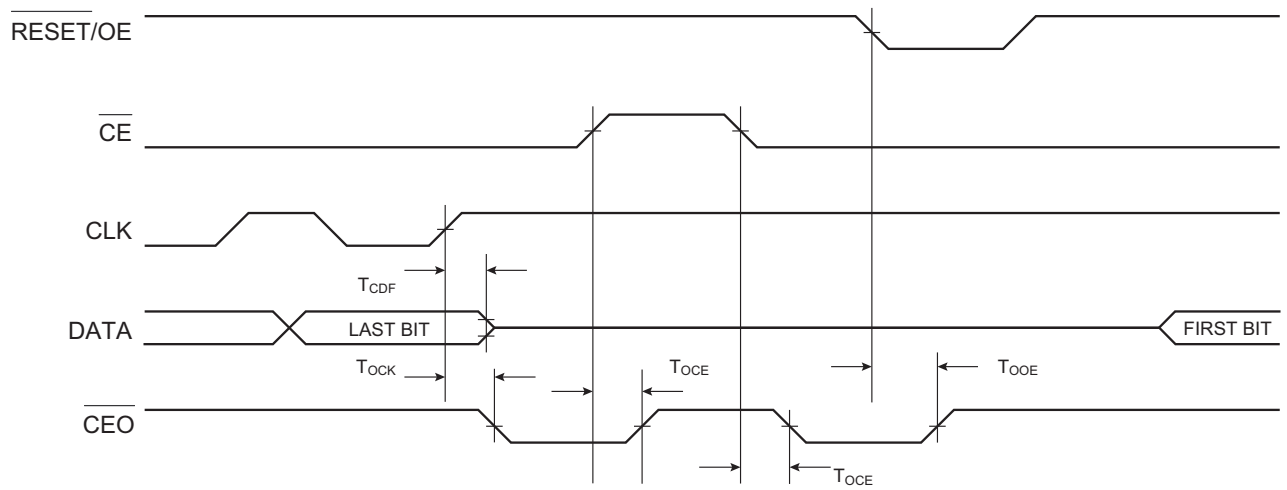 RESET/OE
CE
CLK
TCDF
DATA
LAST BIT
FIRST BIT
TOCK
TOCE
TOOE
CEO
TOCE